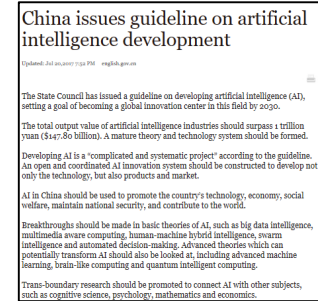 China issues guideline on artificial
intelligence development
Updated: Jul 20,2017 7:52 PM english.gov.cn
The State Council has issued a guideline on developing artificial intelligence (AI),
setting a goal of becoming a global innovation center in this field by 2030.
The total output value of artificial intelligence industries should surpass 1 trillion
yuan ($147.80 billion). A mature theory and technology system should be formed.
Developing AI is a "complicated and systematic project" according to the guideline.
An open and coordinated AI innovation system should be constructed to develop not
only the technology, but also products and market.
AI in China should be used to promote the country's technology, economy, social
welfare, maintain national security, and contribute to the world.
Breakthroughs should be made in basic theories of AI, such as big data intelligence,
multimedia aware computing, human-machine hybrid intelligence, swarm
intelligence and automated decision-making. Advanced theories which can
potentially transform AI should also be looked at, including advanced machine
learning, brain-like computing and quantum intelligent computing.
Trans-boundary research should be promoted to connect AI with other subjects,
such as cognitive science, psychology, mathematics and economics.